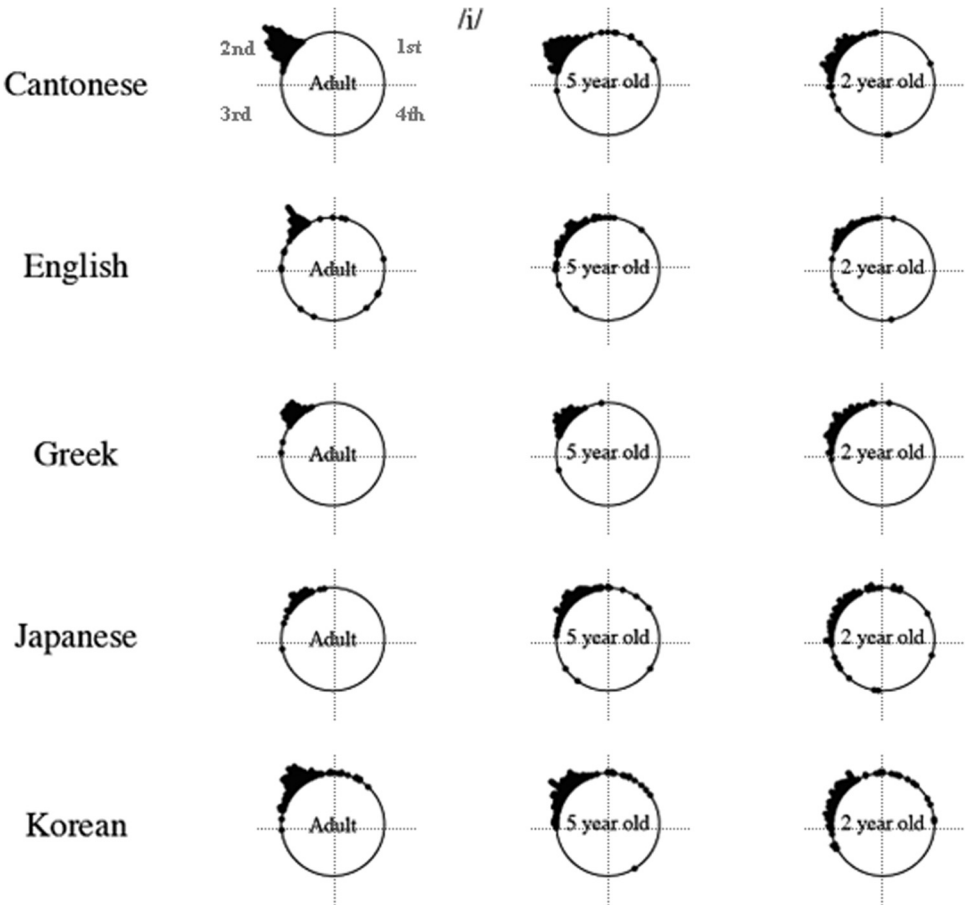 /i/
2nd 1st
Cantonese Adult 5 year old 2 year old
3rd 4th
English Adult 5 year old 2 year old
Greek Adult 5 year old 2 year old
Japanese Adult 5 year old 2 year old
Korean Adult 5 year old 2 year old